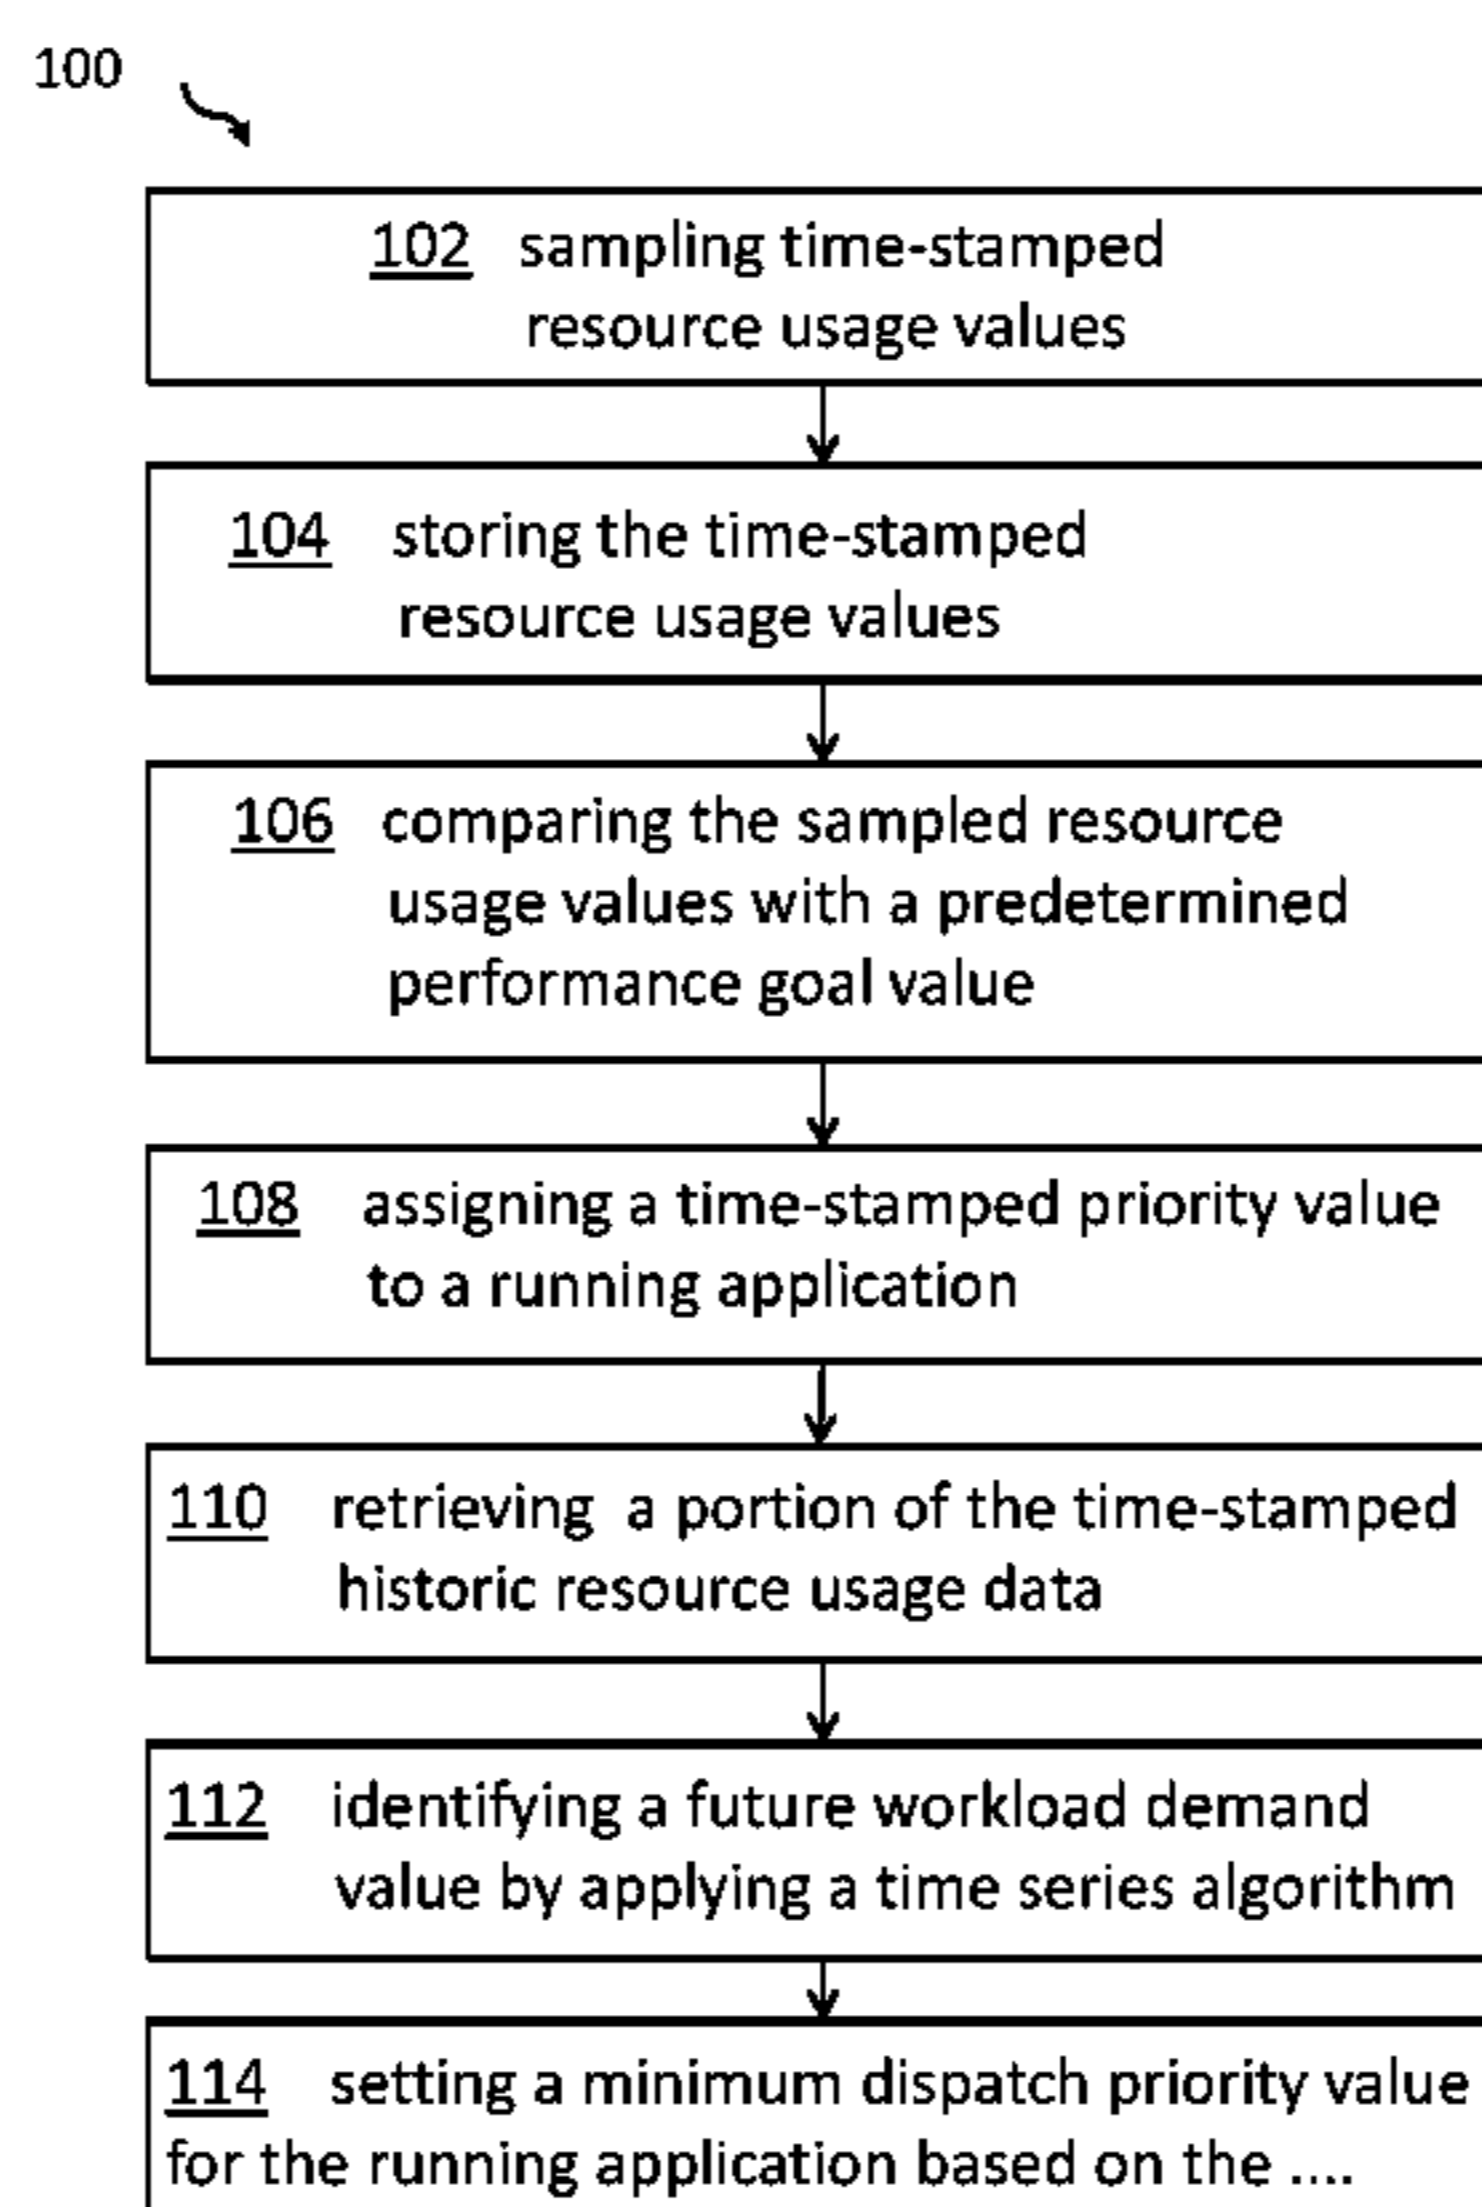 100
102 sampling time-stamped
resource usage values
104 storing the time-stamped
resource usage values
106 comparing the sampled resource
usage values with a predetermined
performance goal value
108 assigning a time-stamped priority value
to a running application
110 retrieving a portion of the time-stamped
historic resource usage data
112 identifying a future workload demand
value by applying a time series algorithm
114 setting a minimum dispatch priority value
for the running application based on the ....